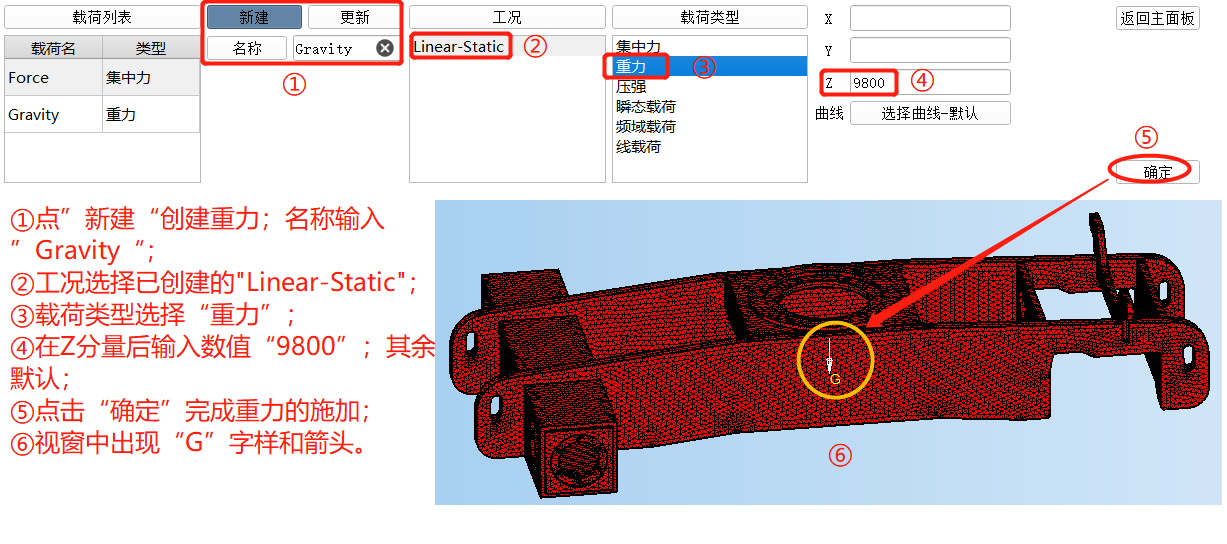 载荷列表 新建 更新 工况 载荷类型 X 返回主面板
载荷名 类型 名称 Gravity Linear-Static ② 集中力 Y
Force 集中力 ① 重力 ③ Z 9800 ④
Gravity 重力 压强
瞬态载荷 曲线 选择曲线-默认
频域载荷 ⑤
线载荷
确定
①点”新建“创建重力；名称输入
”Gravity“；
②工况选择已创建的"Linear-Static"；
③载荷类型选择“重力”；
④在Z分量后输入数值“9800”；其余
默认；
⑤点击“确定”完成重力的施加；
⑥视窗中出现“G”字样和箭头。
G
⑥